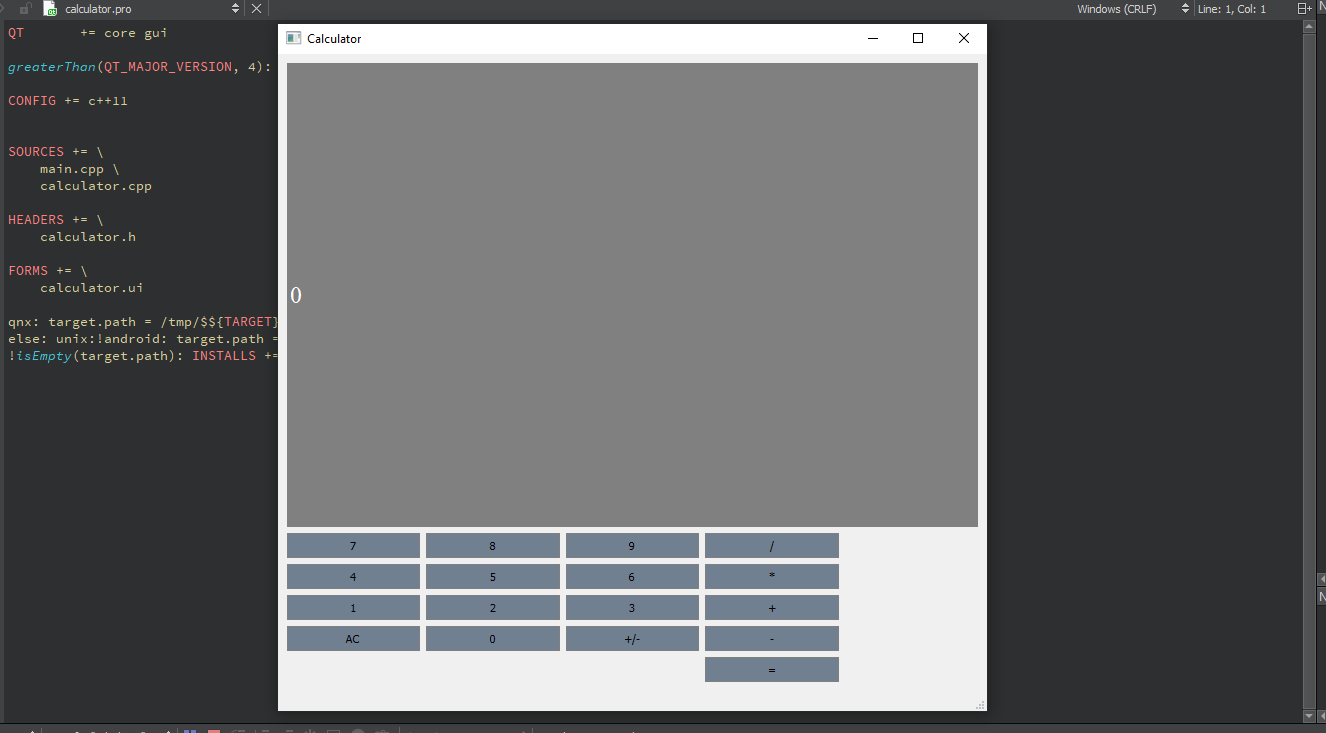 calculator.pro
Windows (CRLF)
Line: 1, Col: 1
QT += core gui
greaterThan(QT_MAJOR_VERSION, 4):
CONFIG += c++11
SOURCES += \
main.cpp \
calculator.cpp
HEADERS += \
calculator.h
FORMS += \
calculator.ui
qnx: target.path = /tmp/$${TARGET}
else: unix:!android: target.path =
!isEmpty(target.path): INSTALLS +=
Calculator
0
7 8 9 /
4 5 6 *
1 2 3 +
AC 0 +/- -
=